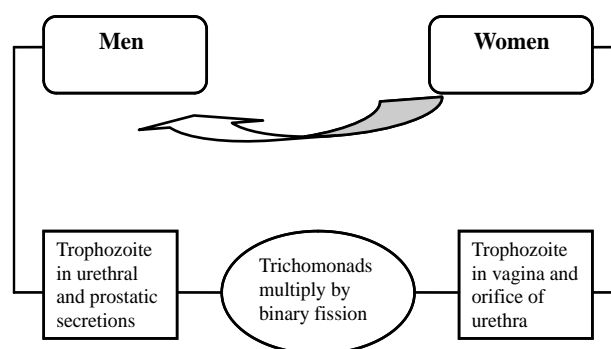 Men
Women
Trophozoite
in urethral
and prostatic
secretions
Trichomonads
multiply by
binary fission
Trophozoite
in vagina and
orifice of
urethra